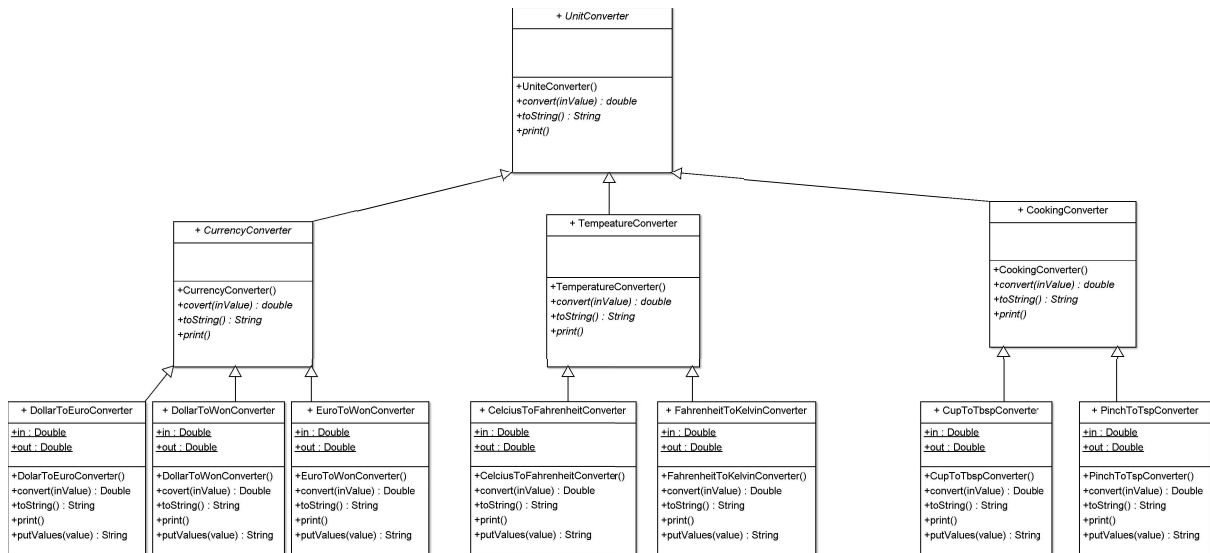 + UnitConverter
+UniteConverter()
+convert(inValue) : double
+toString() : String
+print()
+ CurrencyConverter
+CurrencyConverter()
+covert(inValue) : double
+toString() : String
+print()
+ TempeatureConverter
+TemperatureConverter()
+convert(inValue) : double
+toString() : String
+print()
+ CookingConverter
+CookingConverter()
+convert(inValue) : double
+toString() : String
+print()
+ DollarToEuroConverter
+in : Double
+out : Double
+DolarToEuroConverter()
+convert(inValue) : Double
+toString() : String
+print()
+putValues(value) : String
+ DollarToWonConverter
+in : Double
+out : Double
+DollarToWonConverter()
+covert(inValue) : Double
+toString() : String
+print()
+putValues(value) : String
+ EuroToWonConverter
+in : Double
+out : Double
+EuroToWonConverter()
+convert(inValue) : Double
+toString() : String
+print()
+putValues(value) : String
+ CelciusToFahrenheitConverter
+in : Double
+out : Double
+CelciusToFahrenheitConverter()
+convert(inValue) : Double
+toString() : String
+print()
+putValues(value) : String
+ FahrenheitToKelvinConverter
+in : Double
+out : Double
+FahrenheitToKelvinConverter()
+convert(inValue) : Double
+toString() : String
+print()
+putValues(value) : String
+ CupToTbspConverter
+in : Double
+out : Double
+CupToTbspConverter()
+convert(inValue) : Double
+toString() : String
+print()
+putValues(value) : String
+ PinchToTspConverter
+in : Double
+out : Double
+PinchToTspConverter()
+convert(inValue) : Double
+toString() : String
+print()
+putValues(value) : String